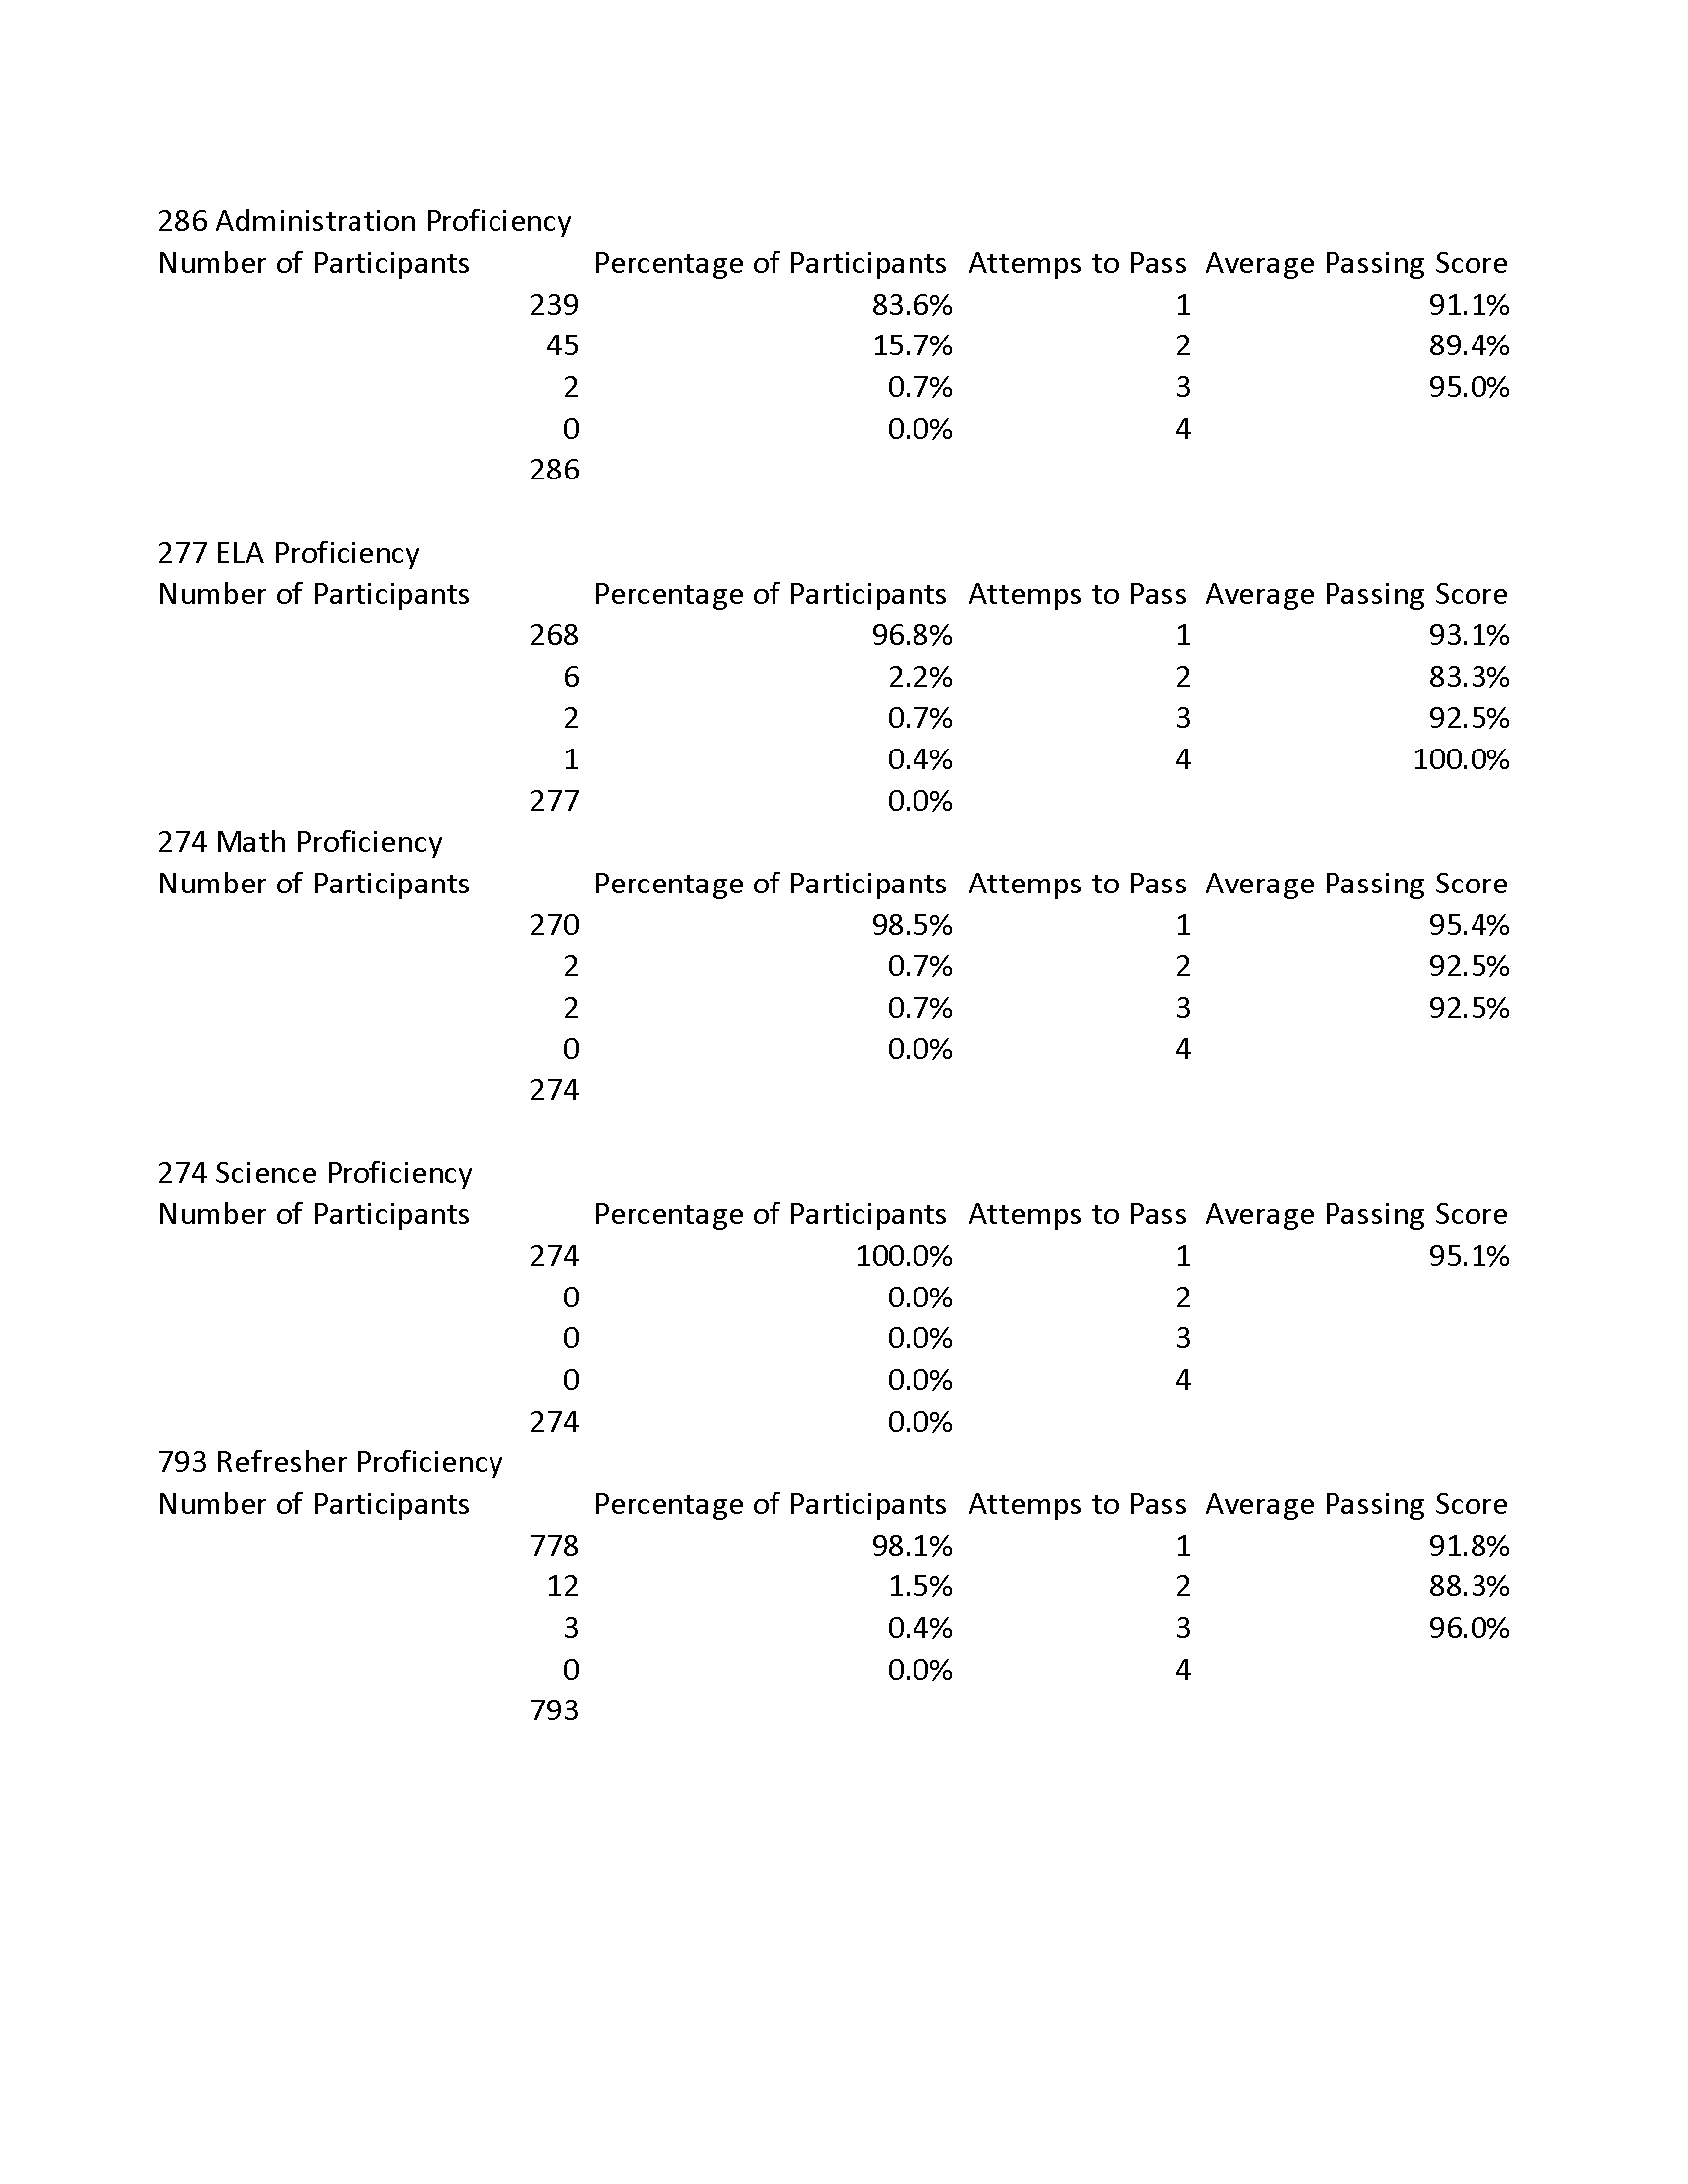 286 Administration Proficiency
Number of Participants Percentage of Participants Attemps to Pass Average Passing Score
239 83.6% 1 91.1%
45 15.7% 2 89.4%
2 0.7% 3 95.0%
0 0.0% 4
286
277 ELA Proficiency
Number of Participants Percentage of Participants Attemps to Pass Average Passing Score
268 96.8% 1 93.1%
6 2.2% 2 83.3%
2 0.7% 3 92.5%
1 0.4% 4 100.0%
277 0.0%
274 Math Proficiency
Number of Participants Percentage of Participants Attemps to Pass Average Passing Score
270 98.5% 1 95.4%
2 0.7% 2 92.5%
2 0.7% 3 92.5%
0 0.0% 4
274
274 Science Proficiency
Number of Participants Percentage of Participants Attemps to Pass Average Passing Score
274 100.0% 1 95.1%
0 0.0% 2
0 0.0% 3
0 0.0% 4
274 0.0%
793 Refresher Proficiency
Number of Participants Percentage of Participants Attemps to Pass Average Passing Score
778 98.1% 1 91.8%
12 1.5% 2 88.3%
3 0.4% 3 96.0%
0 0.0% 4
793